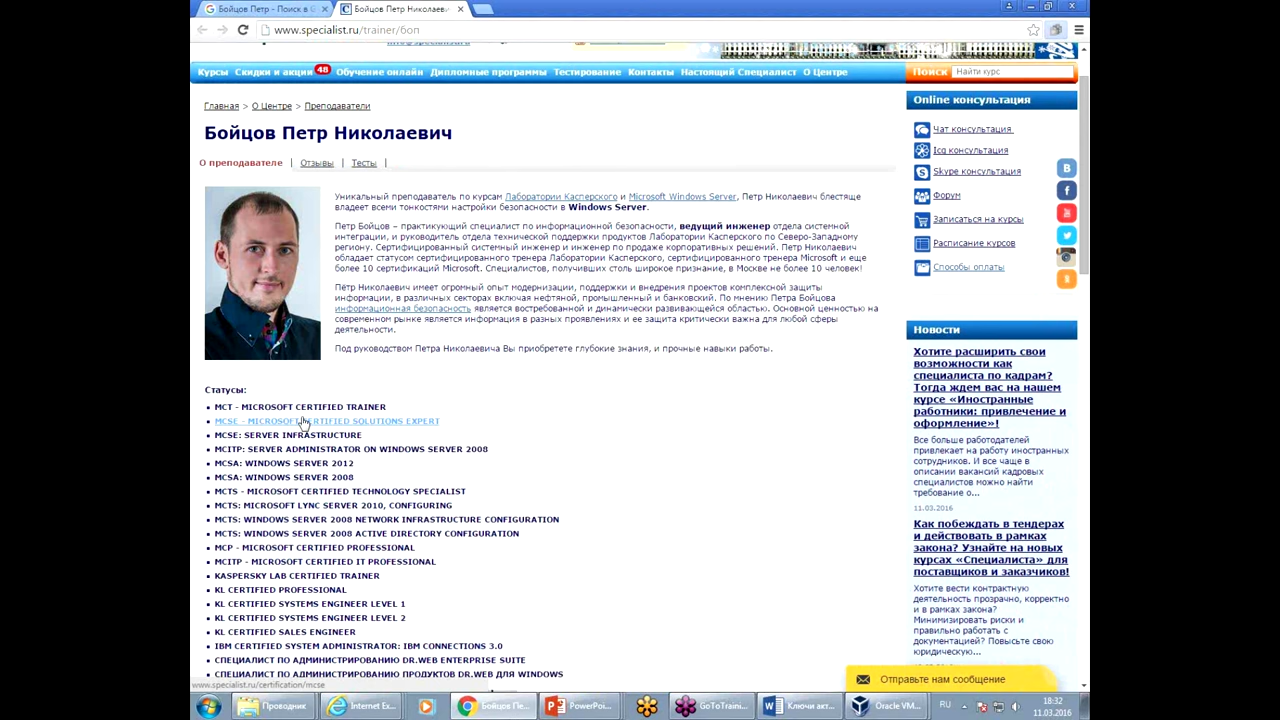 Бойцов Петр - Поиск в G
Бойцов Петр Николаеви
www.specialist.ru/trainer/боп
Курсы Скидки и акции 48 Обучение онлайн Дипломные программы Тестирование Контакты Настоящий Специалист О Центре
Поиск Найти курс
Главная > О Центре > Преподаватели
Бойцов Петр Николаевич
О преподавателе | Отзывы | Тесты |
Уникальный преподаватель по курсам Лаборатории Касперского и Microsoft Windows Server, Петр Николаевич блестяще
владеет всеми тонкостями настройки безопасности в Windows Server.
Петр Бойцов – практикующий специалист по информационной безопасности, ведущий инженер отдела системной
интеграции, и руководитель отдела технической поддержки продуктов Лаборатории Касперского по Северо-Западному
региону. Сертифицированный системный инженер и инженер по продаже корпоративных решений. Петр Николаевич
обладает статусом сертифицированного тренера Лаборатории Касперского, сертифицированного тренера Microsoft и еще
более 10 сертификаций Microsoft. Специалистов, получивших столь широкое признание, в Москве не более 10 человек!
Петр Николаевич имеет огромный опыт модернизации, поддержки и внедрения проектов комплексной защиты
информации, в различных секторах включая нефтяной, промышленный и банковский. По мнению Петра Бойцова
информационная безопасность является востребованной и динамически развивающейся областью. Основной ценностью на
современном рынке является информация в разных проявлениях и ее защита критически важна для любой сферы
деятельности.
Под руководством Петра Николаевича Вы приобретете глубокие знания, и прочные навыки работы.
Статусы:
MCT - MICROSOFT CERTIFIED TRAINER
MCSE - MICROSOFT CERTIFIED SOLUTIONS EXPERT
MCSE: SERVER INFRASTRUCTURE
MCITP: SERVER ADMINISTRATOR ON WINDOWS SERVER 2008
MCSA: WINDOWS SERVER 2012
MCSA: WINDOWS SERVER 2008
MCTS - MICROSOFT CERTIFIED TECHNOLOGY SPECIALIST
MCTS: MICROSOFT LYNC SERVER 2010, CONFIGURING
MCTS: WINDOWS SERVER 2008 NETWORK INFRASTRUCTURE CONFIGURATION
MCTS: WINDOWS SERVER 2008 ACTIVE DIRECTORY CONFIGURATION
MCP - MICROSOFT CERTIFIED PROFESSIONAL
MCITP - MICROSOFT CERTIFIED IT PROFESSIONAL
KASPERSKY LAB CERTIFIED TRAINER
KL CERTIFIED PROFESSIONAL
KL CERTIFIED SYSTEMS ENGINEER LEVEL 1
KL CERTIFIED SYSTEMS ENGINEER LEVEL 2
KL CERTIFIED SALES ENGINEER
IBM CERTIFIED SYSTEM ADMINISTRATOR: IBM CONNECTIONS 3.0
СПЕЦИАЛИСТ ПО АДМИНИСТРИРОВАНИЮ DR.WEB ENTERPRISE SUITE
СПЕЦИАЛИСТ ПО АДМИНИСТРИРОВАНИЮ ПРОДУКТОВ DR.WEB ДЛЯ WINDOWS
www.specialist.ru/certification/mcse
Online консультация
Чат консультация
Icq консультация
Skype консультация
Форум
Записаться на курсы
Расписание курсов
Способы оплаты
Новости
Хотите расширить свои
возможности как
специалиста по кадрам?
Тогда ждем вас на нашем
курсе «Иностранные
работники: привлечение и
оформление»!
Все больше работодателей
привлекает на работу иностранных
сотрудников. И все чаще в
описании вакансий кадровых
специалистов можно найти
требование о...
11.03.2016
Как побеждать в тендерах
и действовать в рамках
закона? Узнайте на новых
курсах «Специалиста» для
поставщиков и заказчиков!
Хотите вести контрактную
деятельность прозрачно, корректно
и в рамках закона?
Минимизировать риски и
правильно работать с
документацией? Повысьте свою
юридическую...
Отправьте нам сообщение
Проводник
Internet Ex...
Бойцов Пе...
PowerPoi...
GoToTraini...
Ключи акт...
Oracle VM...
RU
18:32
11.03.2016